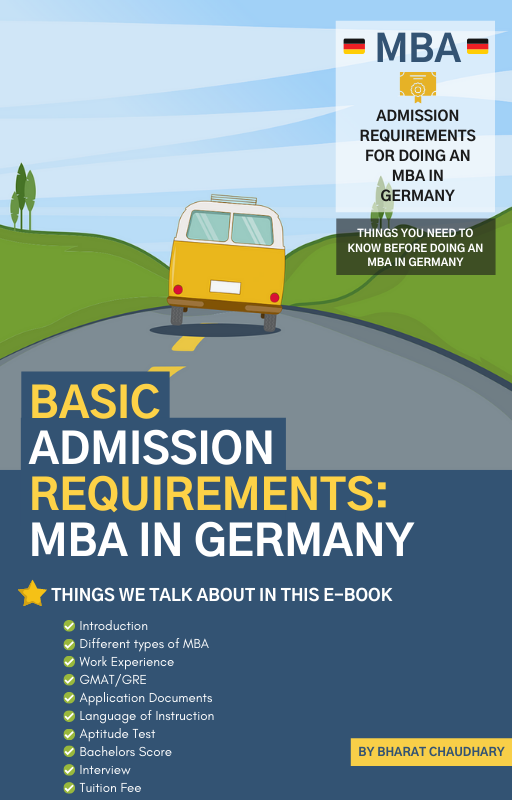 MBA
ADMISSION
REQUIREMENTS
FOR DOING AN
MBA IN
GERMANY
THINGS YOU NEED TO
KNOW BEFORE DOING AN
MBA IN GERMANY
BASIC
ADMISSION
REQUIREMENTS:
MBA IN GERMANY
THINGS WE TALK ABOUT IN THIS E-BOOK
Introduction
Different types of MBA
Work Experience
GMAT/GRE
Application Documents
Language of Instruction
Aptitude Test
Bachelors Score
Interview
Tuition Fee
BY BHARAT CHAUDHARY